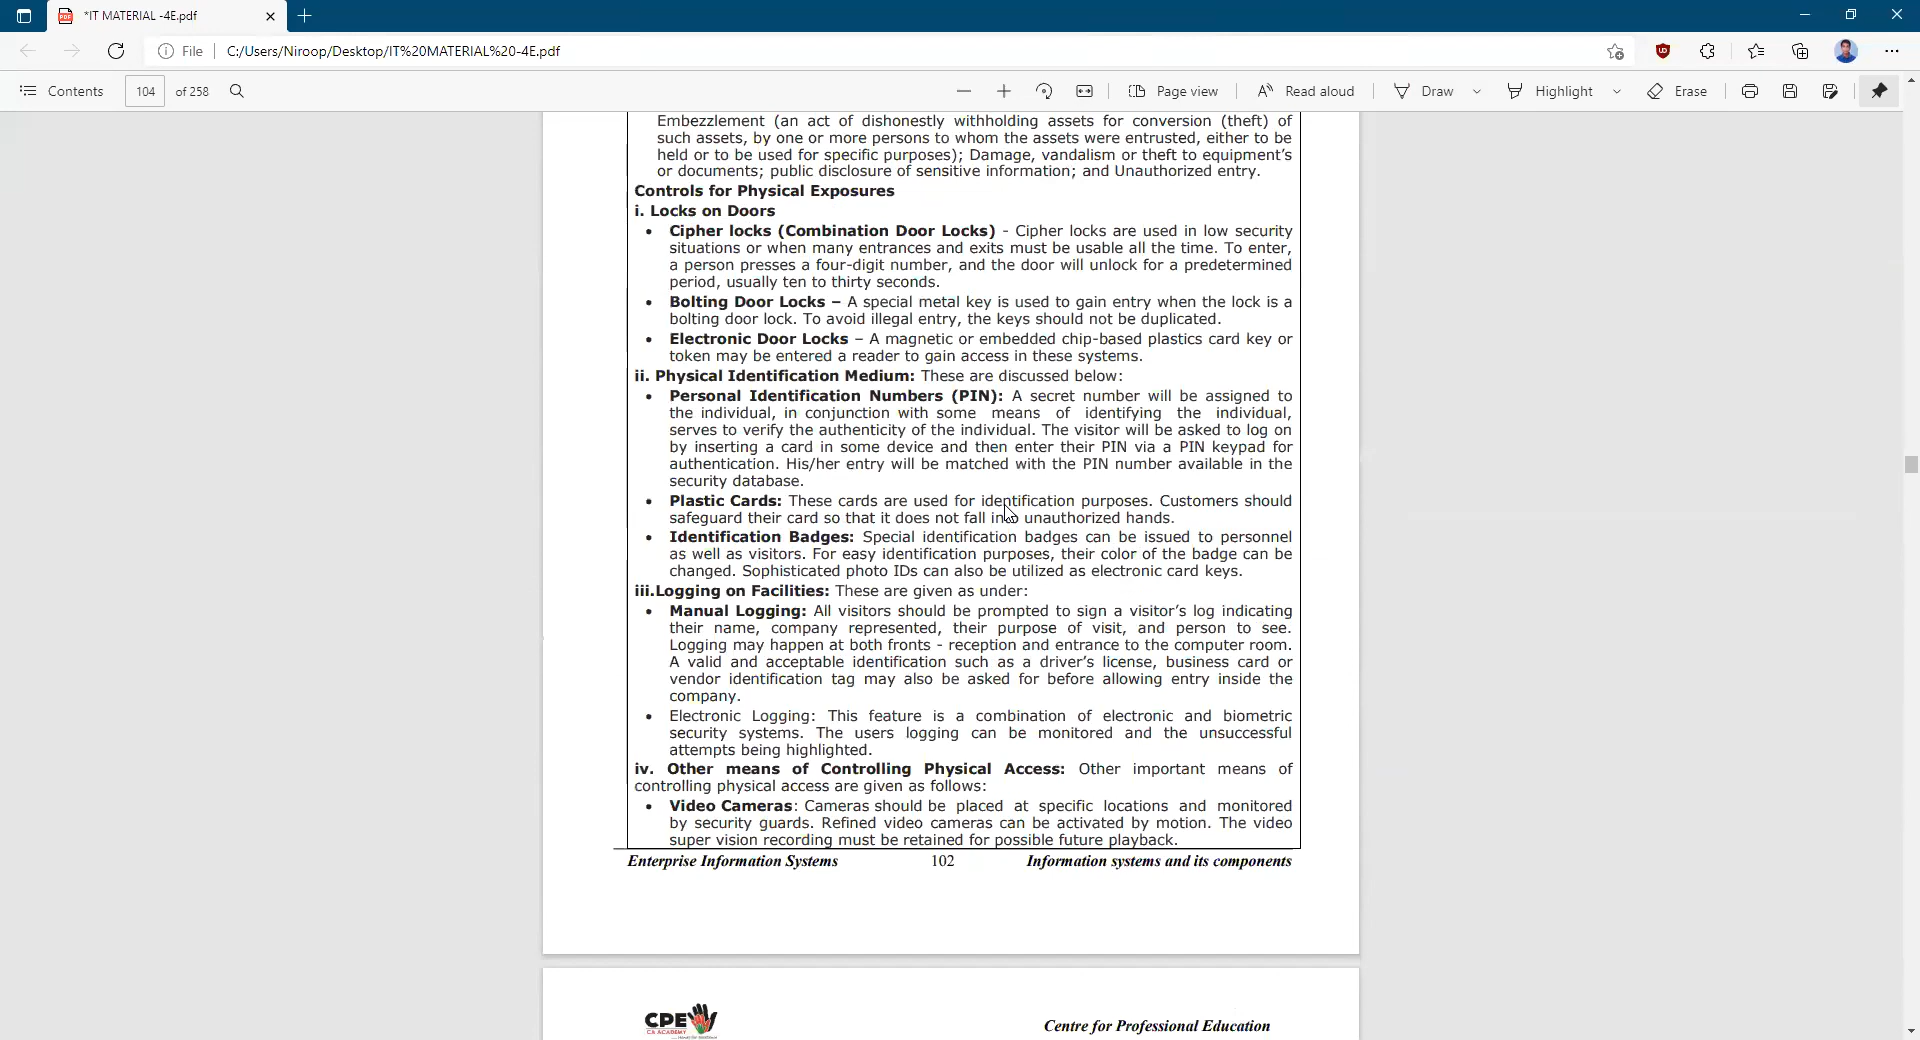 *IT MATERIAL -4E.pdf
File
C:/Users/Niroop/Desktop/IT%20MATERIAL%20-4E.pdf
Contents
104
of 258
Page view
Read aloud
Draw
Highlight
Erase
Embezzlement (an act of dishonestly withholding assets for conversion (theft) of
such assets, by one or more persons to whom the assets were entrusted, either to be
held or to be used for specific purposes); Damage, vandalism or theft to equipment's
or documents; public disclosure of sensitive information; and Unauthorized entry.
Controls for Physical Exposures
i. Locks on Doors
• Cipher locks (Combination Door Locks) - Cipher locks are used in low security
situations or when many entrances and exits must be usable all the time. To enter,
a person presses a four-digit number, and the door will unlock for a predetermined
period, usually ten to thirty seconds.
• Bolting Door Locks – A special metal key is used to gain entry when the lock is a
bolting door lock. To avoid illegal entry, the keys should not be duplicated.
• Electronic Door Locks – A magnetic or embedded chip-based plastics card key or
token may be entered a reader to gain access in these systems.
ii. Physical Identification Medium: These are discussed below:
• Personal Identification Numbers (PIN): A secret number will be assigned to
the individual, in conjunction with some means of identifying the individual,
serves to verify the authenticity of the individual. The visitor will be asked to log on
by inserting a card in some device and then enter their PIN via a PIN keypad for
authentication. His/her entry will be matched with the PIN number available in the
security database.
• Plastic Cards: These cards are used for identification purposes. Customers should
safeguard their card so that it does not fall into unauthorized hands.
• Identification Badges: Special identification badges can be issued to personnel
as well as visitors. For easy identification purposes, their color of the badge can be
changed. Sophisticated photo IDs can also be utilized as electronic card keys.
iii.Logging on Facilities: These are given as under:
• Manual Logging: All visitors should be prompted to sign a visitor's log indicating
their name, company represented, their purpose of visit, and person to see.
Logging may happen at both fronts - reception and entrance to the computer room.
A valid and acceptable identification such as a driver's license, business card or
vendor identification tag may also be asked for before allowing entry inside the
company.
• Electronic Logging: This feature is a combination of electronic and biometric
security systems. The users logging can be monitored and the unsuccessful
attempts being highlighted.
iv. Other means of Controlling Physical Access: Other important means of
controlling physical access are given as follows:
• Video Cameras: Cameras should be placed at specific locations and monitored
by security guards. Refined video cameras can be activated by motion. The video
super vision recording must be retained for possible future playback.
Enterprise Information Systems 102 Information systems and its components
CPE
CA ACADEMY
Centre for Professional Education